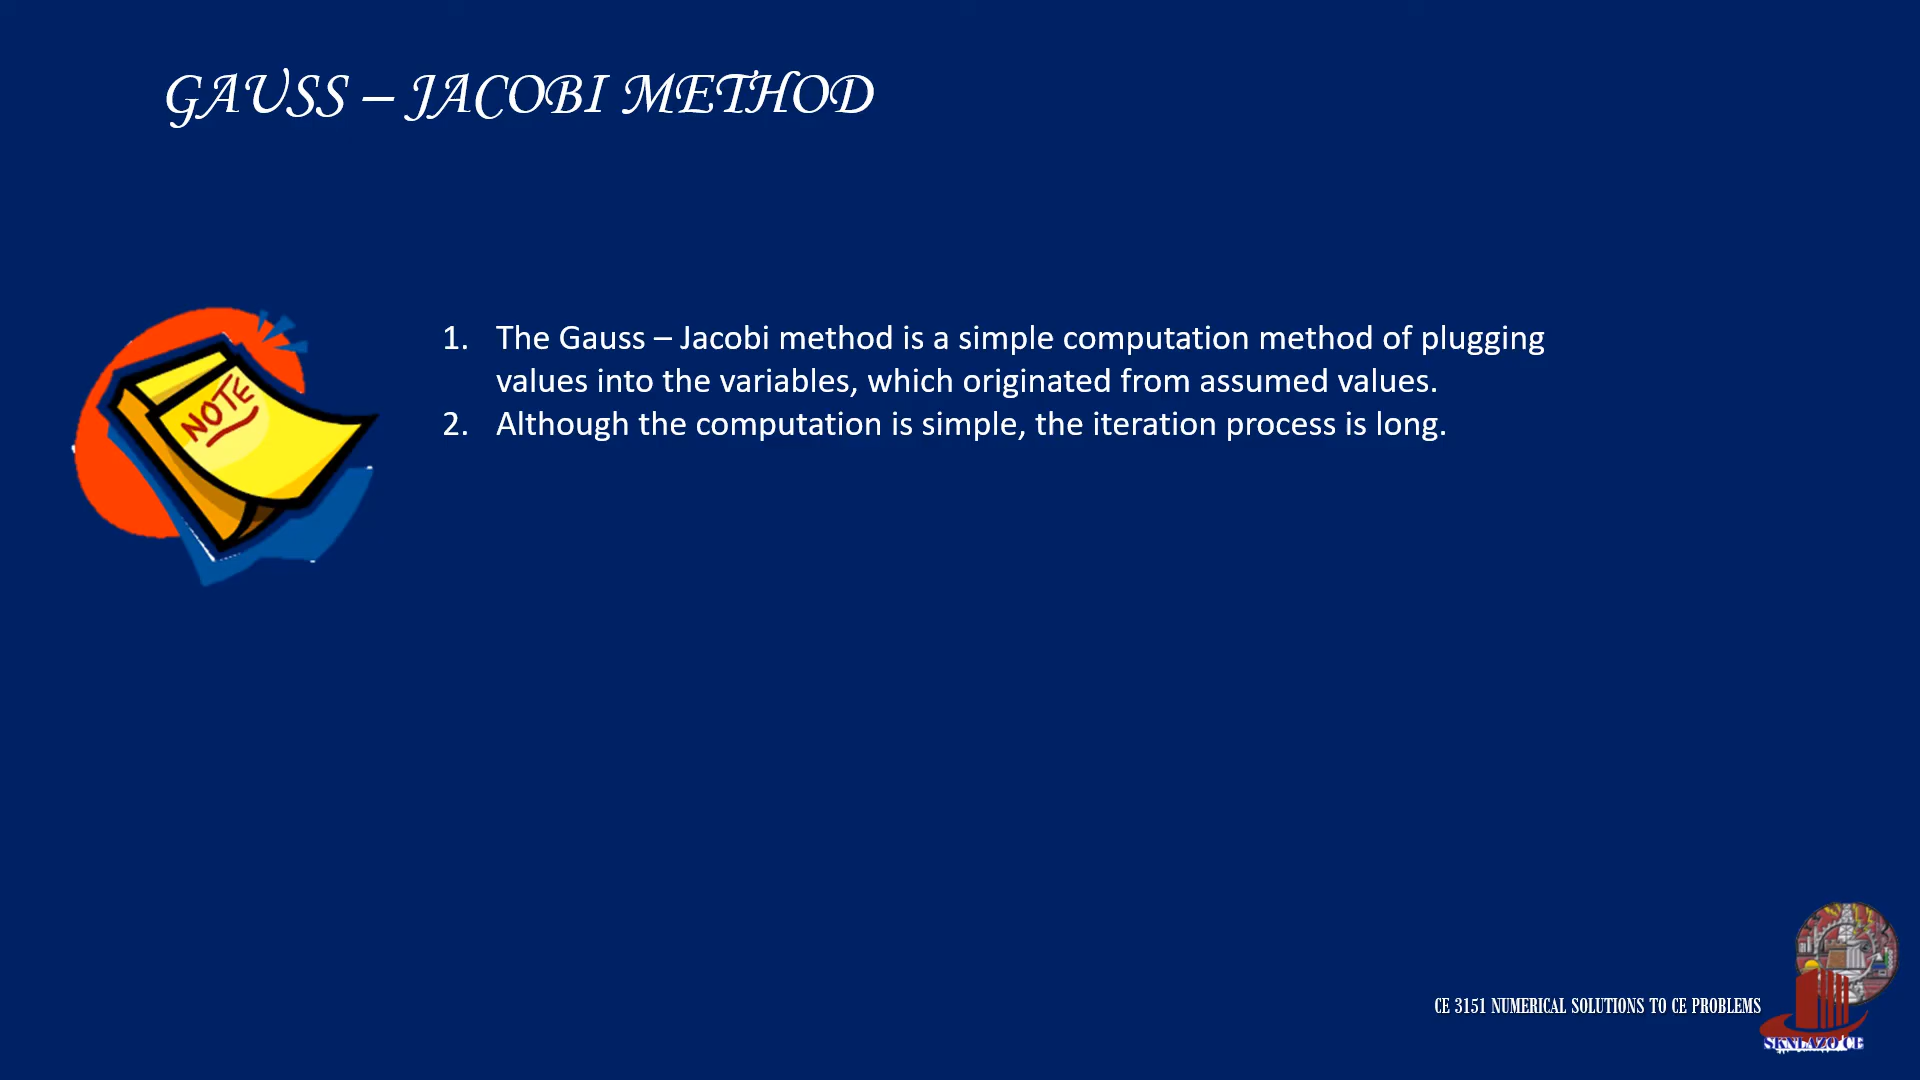 GAUSS – JACOBI METHOD
NOTE
1. The Gauss – Jacobi method is a simple computation method of plugging
values into the variables, which originated from assumed values.
2. Although the computation is simple, the iteration process is long.
CE 3151 NUMERICAL SOLUTIONS TO CE PROBLEMS
SKNLAZO CE